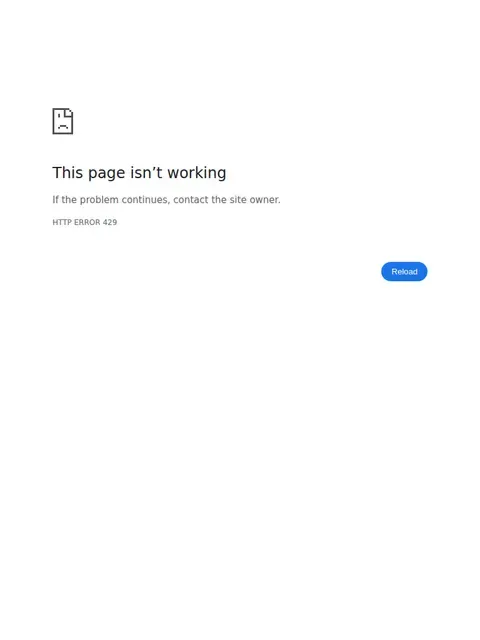 This page isn’t working
If the problem continues, contact the site owner.
HTTP ERROR 429
Reload